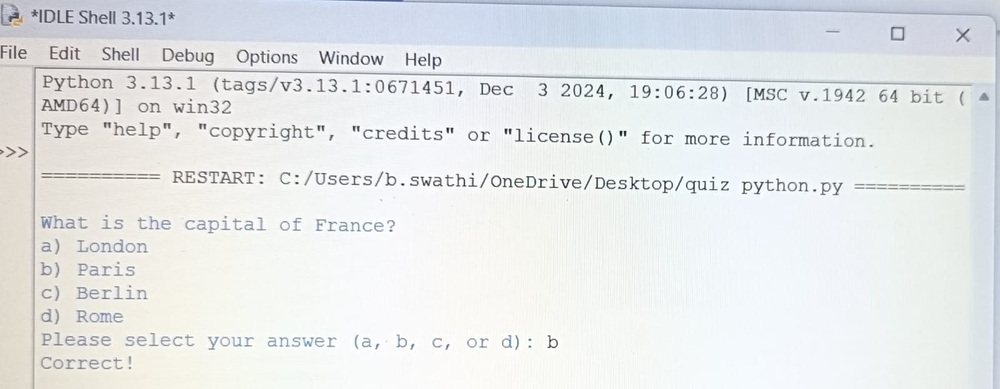 *IDLE Shell 3.13.1*
File Edit Shell Debug Options Window Help
Python 3.13.1 (tags/v3.13.1:0671451, Dec  3 2024, 19:06:28) [MSC v.1942 64 bit (
AMD64)] on win32
Type "help", "copyright", "credits" or "license()" for more information.
>>>
========== RESTART: C:/Users/b.swathi/OneDrive/Desktop/quiz python.py ==========
What is the capital of France?
a) London
b) Paris
c) Berlin
d) Rome
Please select your answer (a, b, c, or d): b
Correct!